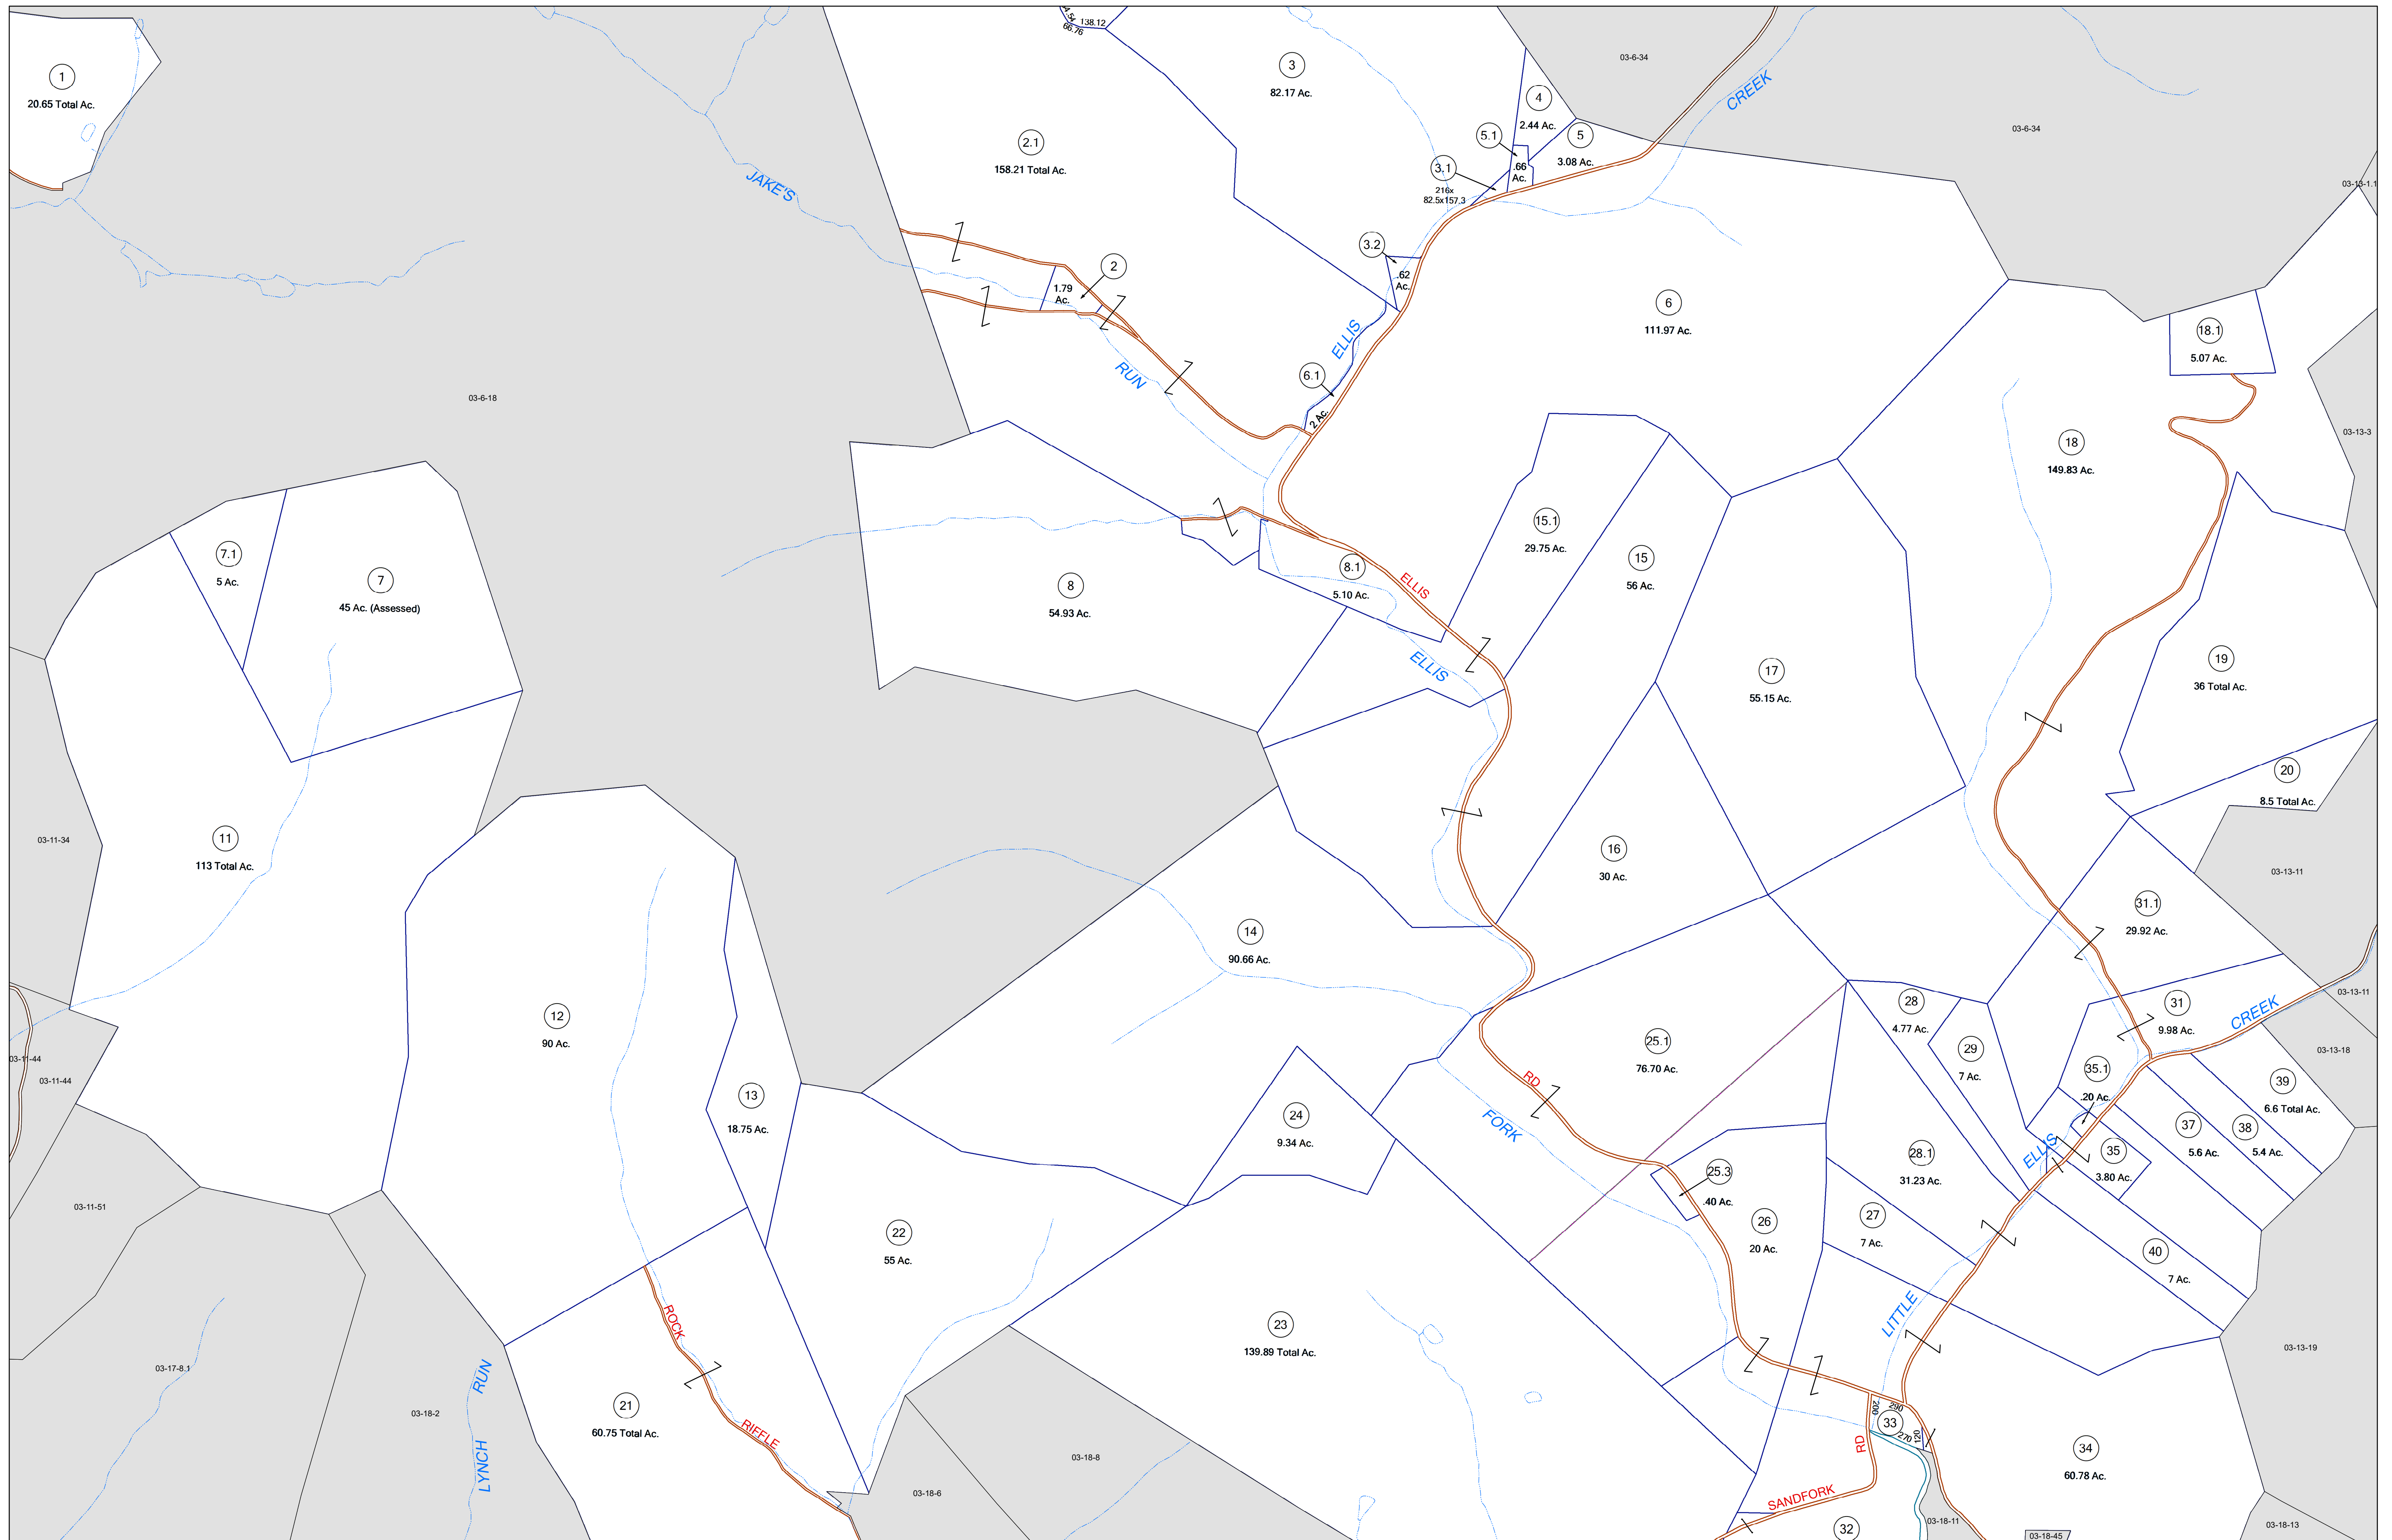 1
20.65 Total Ac.
.54
138.12
66.76
3
82.17 Ac.
03-6-34
CREEK
4
2.44 Ac.
5.1
5
3.08 Ac.
.66
Ac.
3.1
216x
82.5x157.3
03-6-34
03-13-1.1
2.1
158.21 Total Ac.
JAKE'S
3.2
.62
Ac.
2
1.79
Ac.
6
111.97 Ac.
ELLIS
RUN
6.1
2 Ac.
18.1
5.07 Ac.
03-6-18
18
149.83 Ac.
03-13-3
7.1
5 Ac.
7
45 Ac. (Assessed)
8
54.93 Ac.
8.1
5.10 Ac.
ELLIS
15.1
29.75 Ac.
15
56 Ac.
ELLIS
17
55.15 Ac.
19
36 Total Ac.
20
8.5 Total Ac.
03-11-34
11
113 Total Ac.
16
30 Ac.
03-13-11
14
90.66 Ac.
31.1
29.92 Ac.
03-13-11
12
90 Ac.
28
4.77 Ac.
31
9.98 Ac.
CREEK
25.1
76.70 Ac.
29
7 Ac.
03-13-18
03-11-44
03-11-44
13
18.75 Ac.
RD
35.1
.20 Ac.
39
6.6 Total Ac.
24
9.34 Ac.
FORK
37
5.6 Ac.
38
5.4 Ac.
28.1
31.23 Ac.
ELLIS
35
3.80 Ac.
25.3
.40 Ac.
03-11-51
22
55 Ac.
26
20 Ac.
27
7 Ac.
40
7 Ac.
ROCK
LITTLE
23
139.89 Total Ac.
03-13-19
03-17-8.1
RUN
03-18-2
21
60.75 Total Ac.
RIFFLE
LYNCH
200
290
33
270
120
RD
34
60.78 Ac.
03-18-8
03-18-6
SANDFORK
32
03-18-11
03-18-45
03-18-13